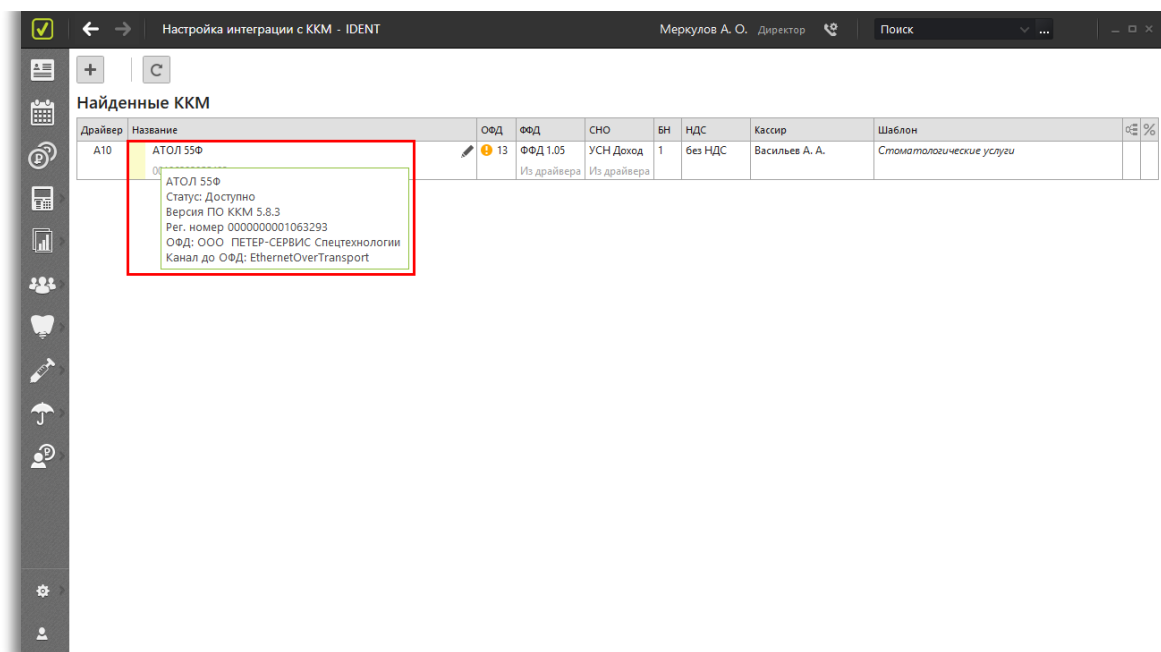 Настройка интеграции с ККМ - IDENT
Меркулов А. О. Директор
Поиск
...
Найденные ККМ
Драйвер Название ОФД ФФД СНО БН НДС Кассир Шаблон %
А10 АТОЛ 55Ф 13 ФФД 1.05 УСН Доход 1 без НДС Васильев А. А. Стоматологические услуги
Из драйвера Из драйвера
АТОЛ 55Ф
Статус: Доступно
Версия ПО ККМ 5.8.3
Рег. номер 0000000001063293
ОФД: ООО  ПЕТЕР-СЕРВИС Спецтехнологии
Канал до ОФД: EthernetOverTransport